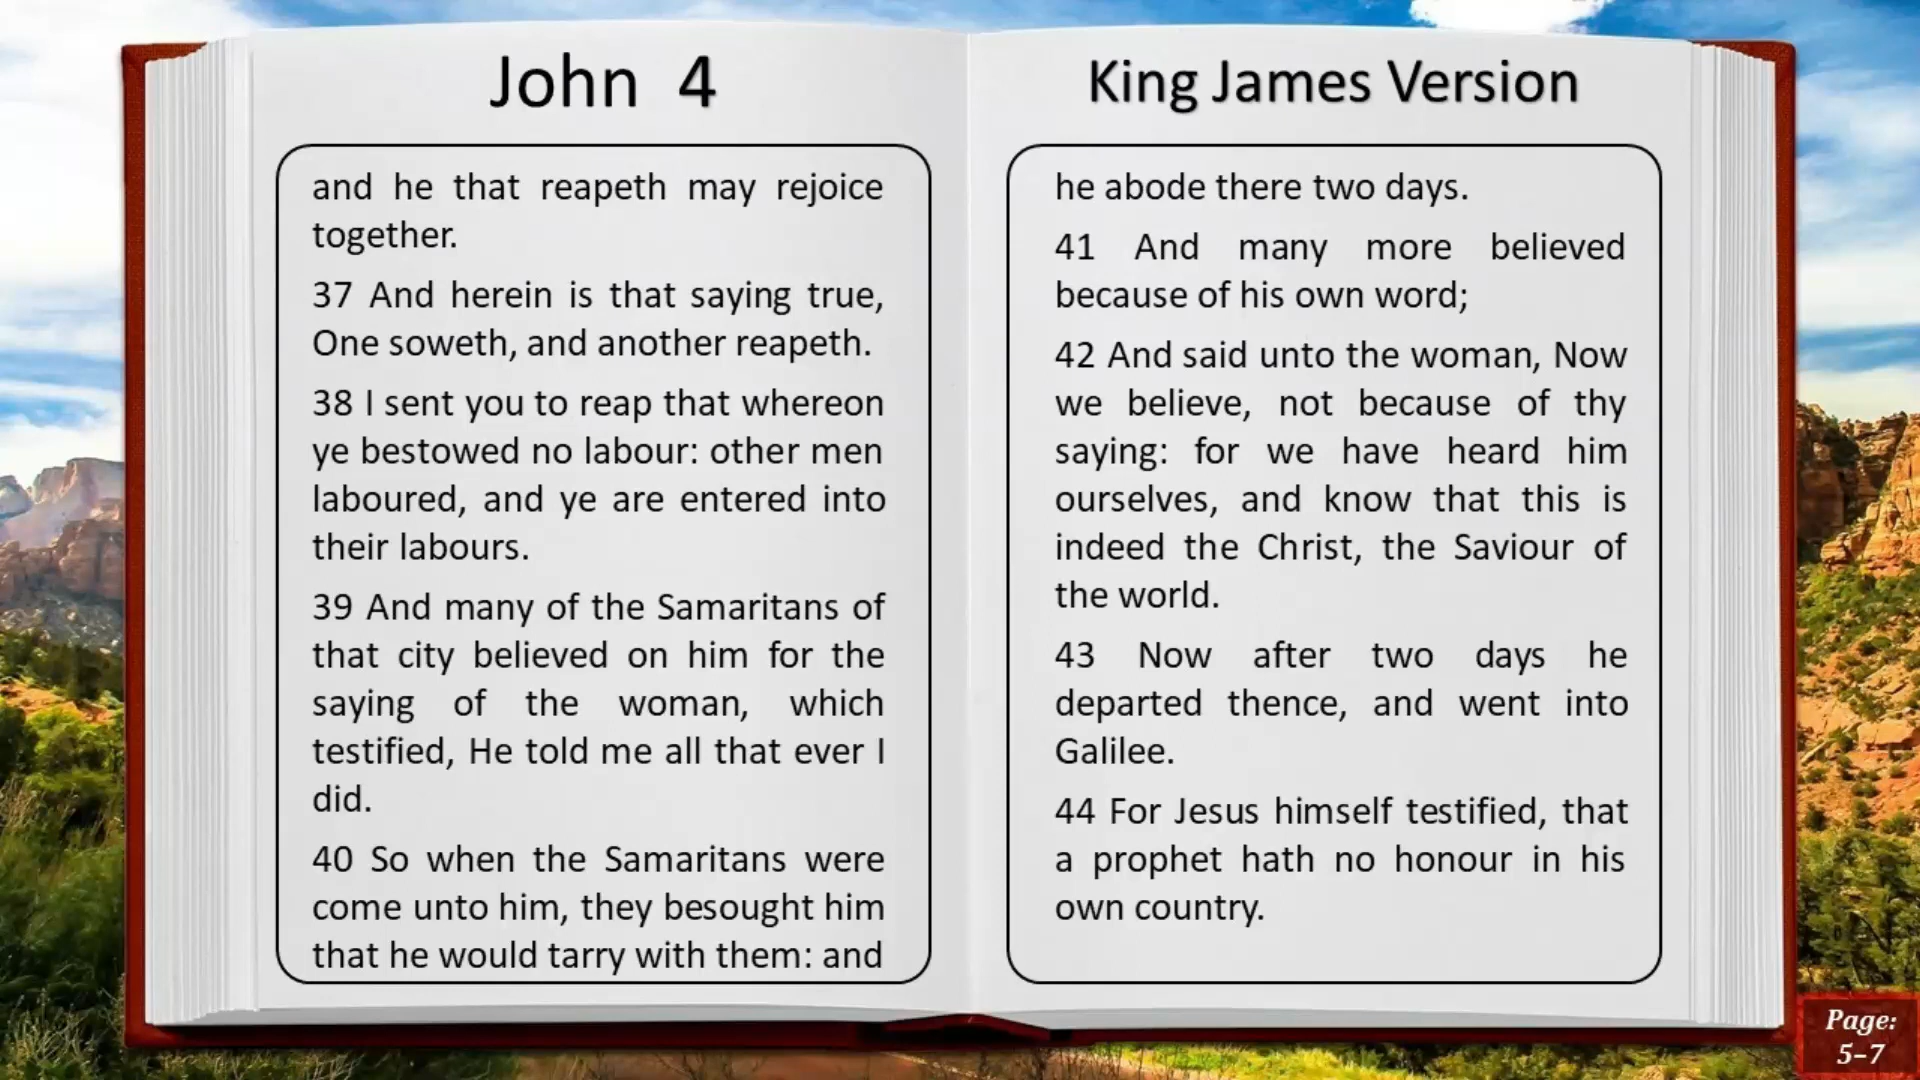 John 4
and he that reapeth may rejoice
together.
37 And herein is that saying true,
One soweth, and another reapeth.
38 I sent you to reap that whereon
ye bestowed no labour: other men
laboured, and ye are entered into
their labours.
39 And many of the Samaritans of
that city believed on him for the
saying of the woman, which
testified, He told me all that ever I
did.
40 So when the Samaritans were
come unto him, they besought him
that he would tarry with them: and
King James Version
he abode there two days.
41 And many more believed
because of his own word;
42 And said unto the woman, Now
we believe, not because of thy
saying: for we have heard him
ourselves, and know that this is
indeed the Christ, the Saviour of
the world.
43 Now after two days he
departed thence, and went into
Galilee.
44 For Jesus himself testified, that
a prophet hath no honour in his
own country.
Page:
5–7